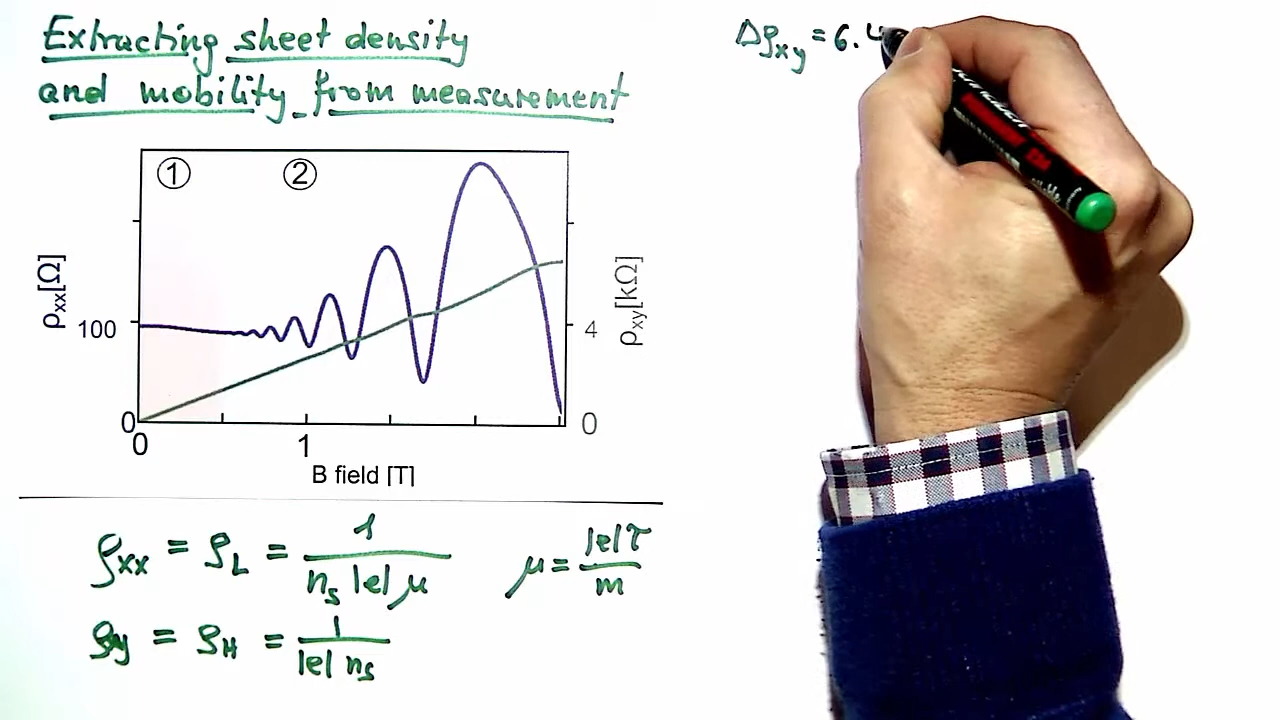 Extracting sheet density
and mobility from measurement
Δρxy = 6.4
① ②
ρxx[Ω]
100
0
0
1
B field [T]
4
0
ρxy[kΩ]
ρxx = ρL = 1 / (ns |e| μ)
μ = |e|τ / m
ρxy = ρH = 1 / (|e| ns)